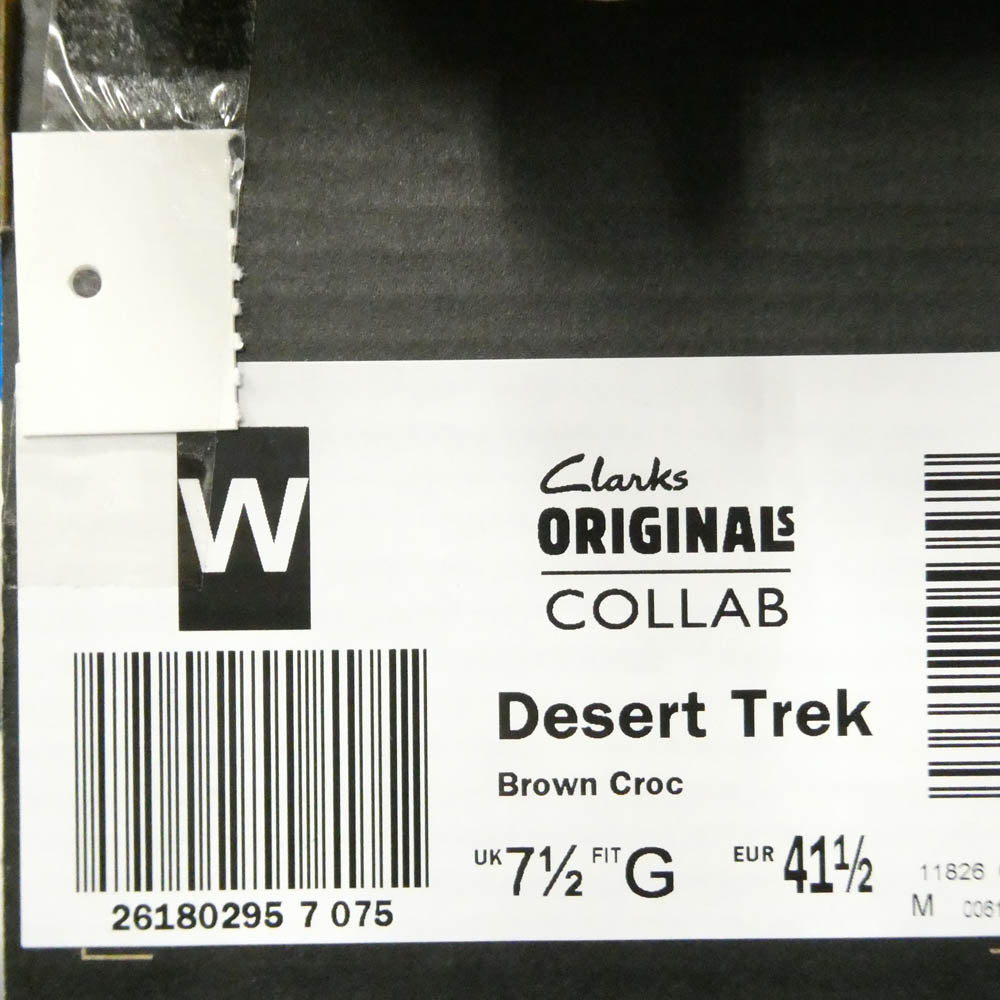 W
Clarks
ORIGINALS
COLLAB
Desert Trek
Brown Croc
UK 7½ FIT G EUR 41½
11826
M
26180295 7 075